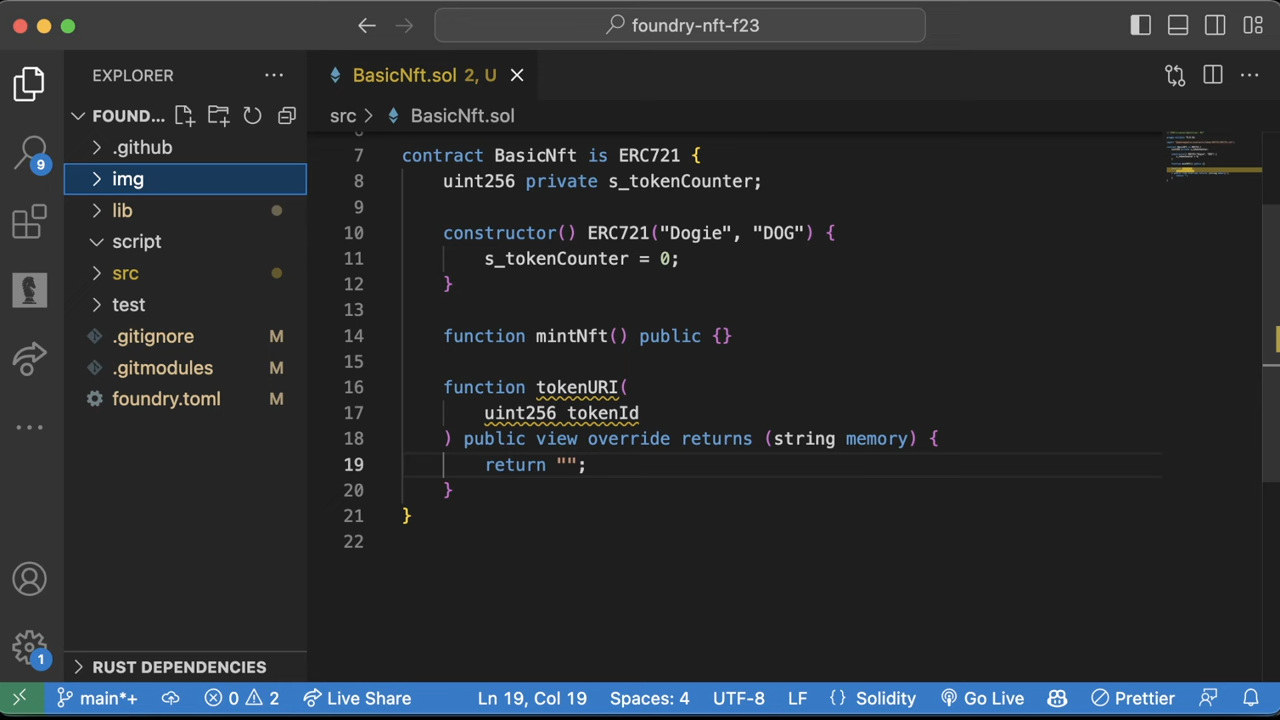 foundry-nft-f23
EXPLORER
BasicNft.sol 2, U
FOUND...
src > BasicNft.sol
.github
img
lib
script
src
test
.gitignore M
.gitmodules M
foundry.toml M
9
1
RUST DEPENDENCIES
7 contract BasicNft is ERC721 {
8 uint256 private s_tokenCounter;
9
10 constructor() ERC721("Dogie", "DOG") {
11 s_tokenCounter = 0;
12 }
13
14 function mintNft() public {}
15
16 function tokenURI(
17 uint256 tokenId
18 ) public view override returns (string memory) {
19 return "";
20 }
21 }
22
main*+ 0 2 Live Share Ln 19, Col 19 Spaces: 4 UTF-8 LF {} Solidity Go Live Prettier